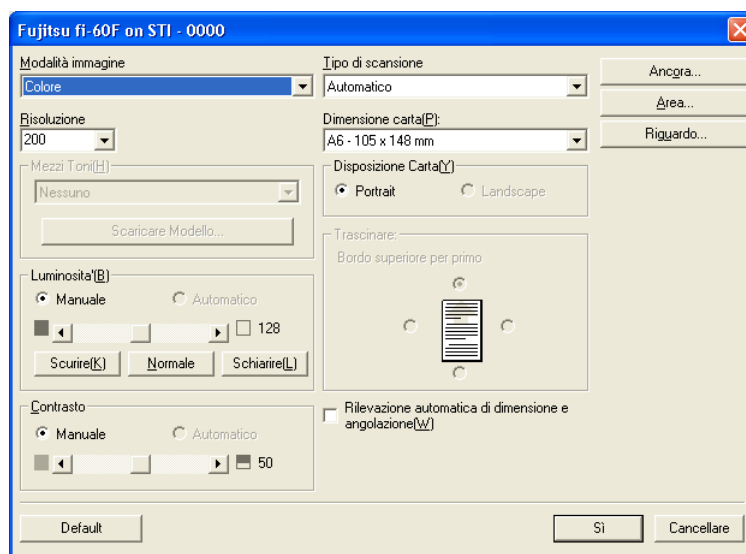 Fujitsu fi-60F on STI - 0000
Modalità immagine
Colore
Tipo di scansione
Automatico
Ancora...
Area...
Riguardo...
Risoluzione
200
Dimensione carta(P):
A6 - 105 x 148 mm
Mezzi Toni(H)
Nessuno
Scaricare Modello...
Disposizione Carta(Y)
Portrait
Landscape
Trascinare:
Bordo superiore per primo
Luminosita'(B)
Manuale
Automatico
128
Scurire(K)
Normale
Schiarire(L)
Contrasto
Manuale
Automatico
50
Rilevazione automatica di dimensione e
angolazione(W)
Default
Sì
Cancellare